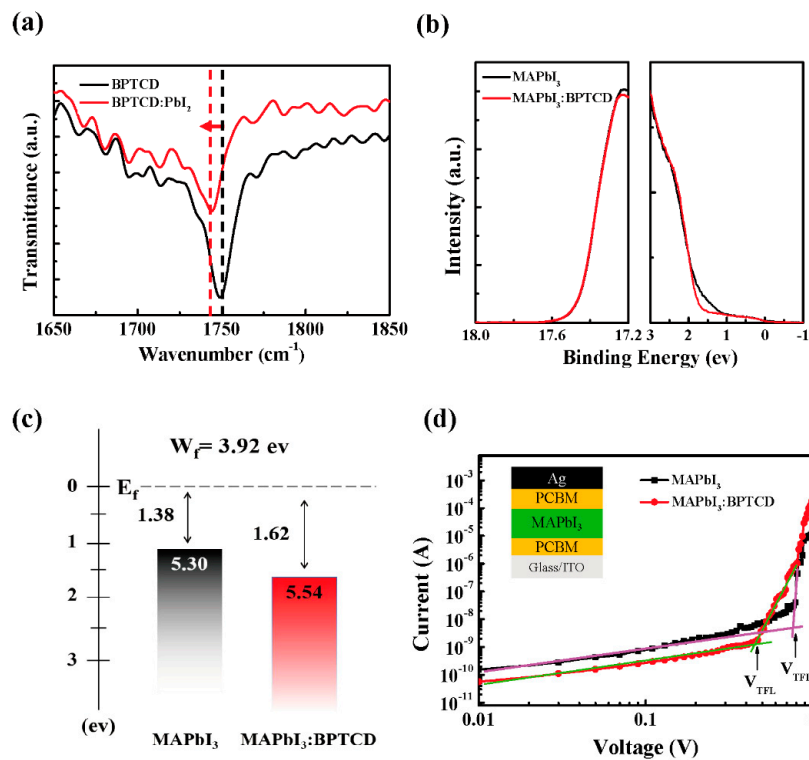 (a)
BPTCD
BPTCD:PbI₂
Transmittance (a.u.)
1650 1700 1750 1800 1850
Wavenumber (cm⁻¹)
(b)
MAPbI₃
MAPbI₃:BPTCD
Intensity (a.u.)
18.0 17.6 17.2 3 2 1 0 -1
Binding Energy (ev)
(c)
W_f= 3.92 ev
0 E_f
1.38
1.62
1
5.30
5.54
2
3
(ev)
MAPbI₃ MAPbI₃:BPTCD
(d)
10⁻³
10⁻⁴
10⁻⁵
10⁻⁶
10⁻⁷
10⁻⁸
10⁻⁹
10⁻¹⁰
10⁻¹¹
Current (A)
Ag
PCBM
MAPbI₃
PCBM
Glass/ITO
MAPbI₃
MAPbI₃:BPTCD
V_TFL V_TFL
0.01 0.1
Voltage (V)